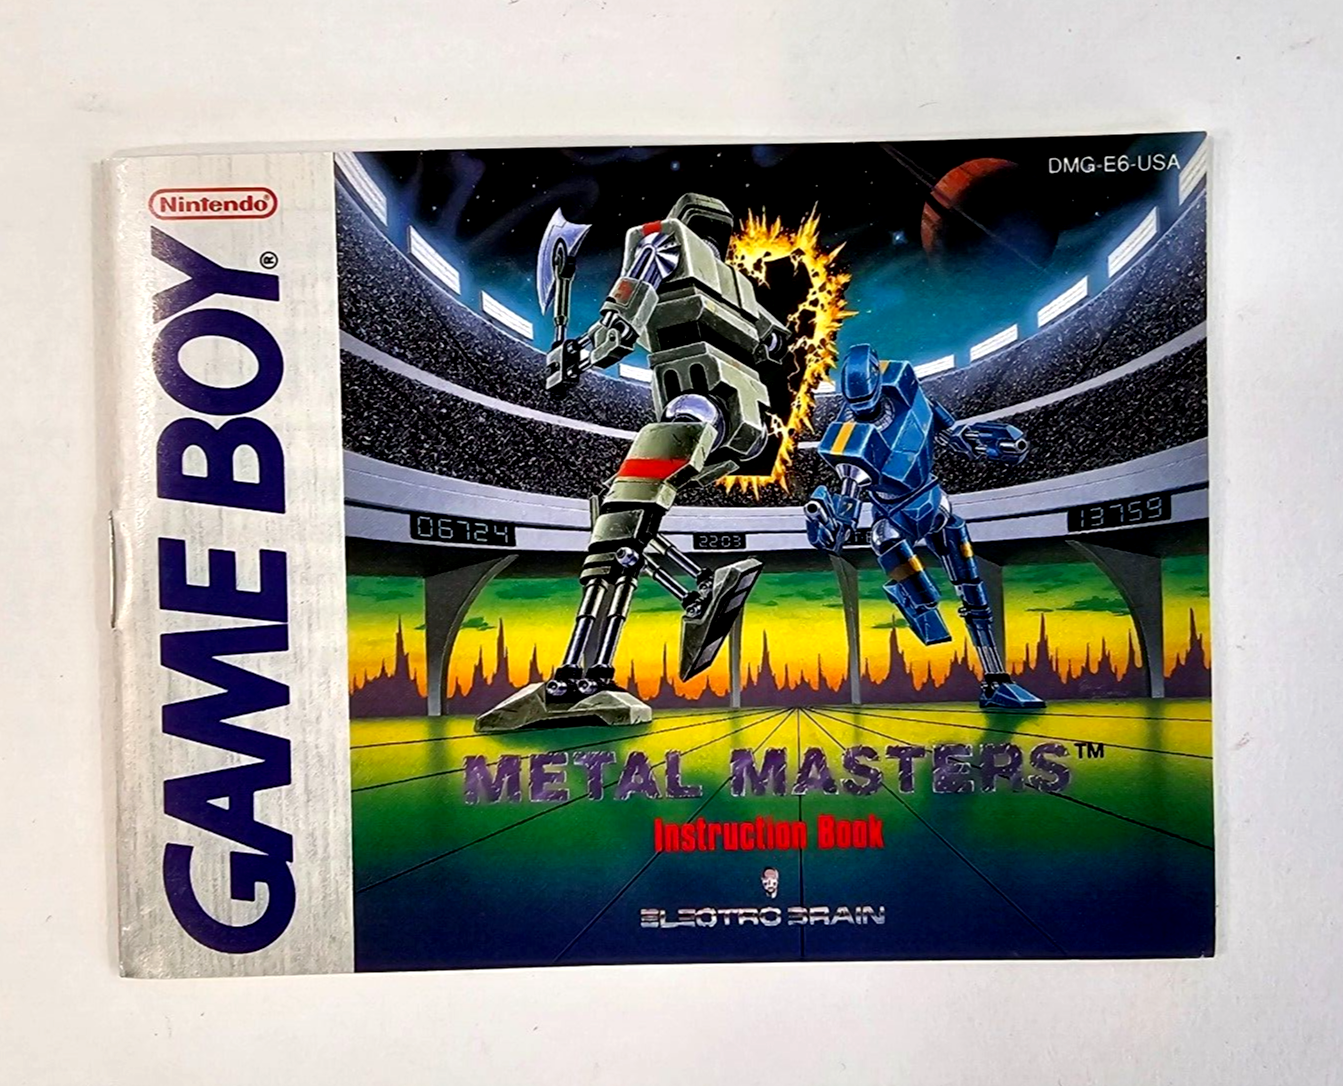 Nintendo®
GAME BOY®
DMG-E6-USA
06724
2203
13759
METAL MASTERS™
Instruction Book
ELECTRO BRAIN